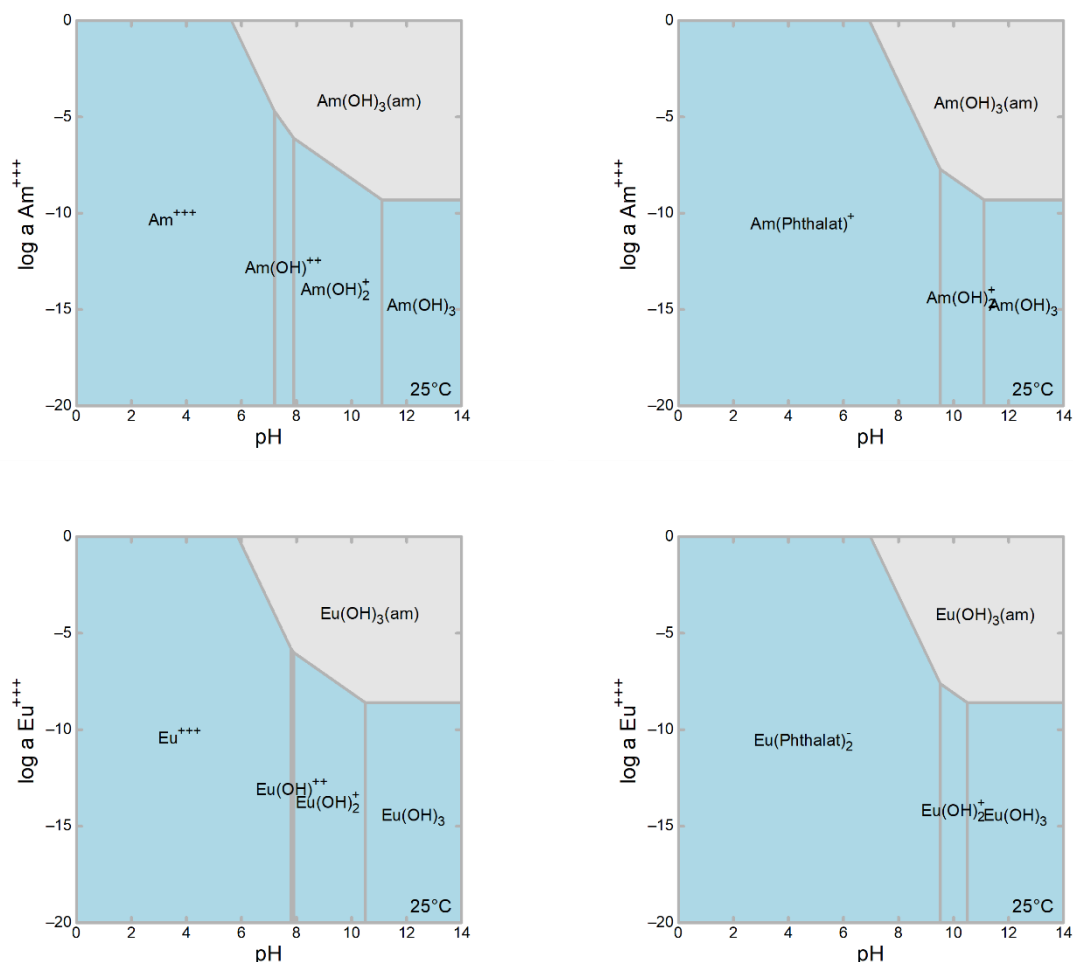 0
−5
−10
−15
−20
log a Am⁺⁺⁺
Am(OH)₃(am)
Am⁺⁺⁺
Am(OH)⁺⁺
Am(OH)₂⁺
Am(OH)₃
25°C
0 2 4 6 8 10 12 14
pH
0
−5
−10
−15
−20
log a Am⁺⁺⁺
Am(OH)₃(am)
Am(Phthalat)⁺
Am(OH)₂⁺
Am(OH)₃
25°C
0 2 4 6 8 10 12 14
pH
0
−5
−10
−15
−20
log a Eu⁺⁺⁺
Eu(OH)₃(am)
Eu⁺⁺⁺
Eu(OH)⁺⁺
Eu(OH)₂⁺
Eu(OH)₃
25°C
0 2 4 6 8 10 12 14
pH
0
−5
−10
−15
−20
log a Eu⁺⁺⁺
Eu(OH)₃(am)
Eu(Phthalat)₂⁻
Eu(OH)₂⁺
Eu(OH)₃
25°C
0 2 4 6 8 10 12 14
pH